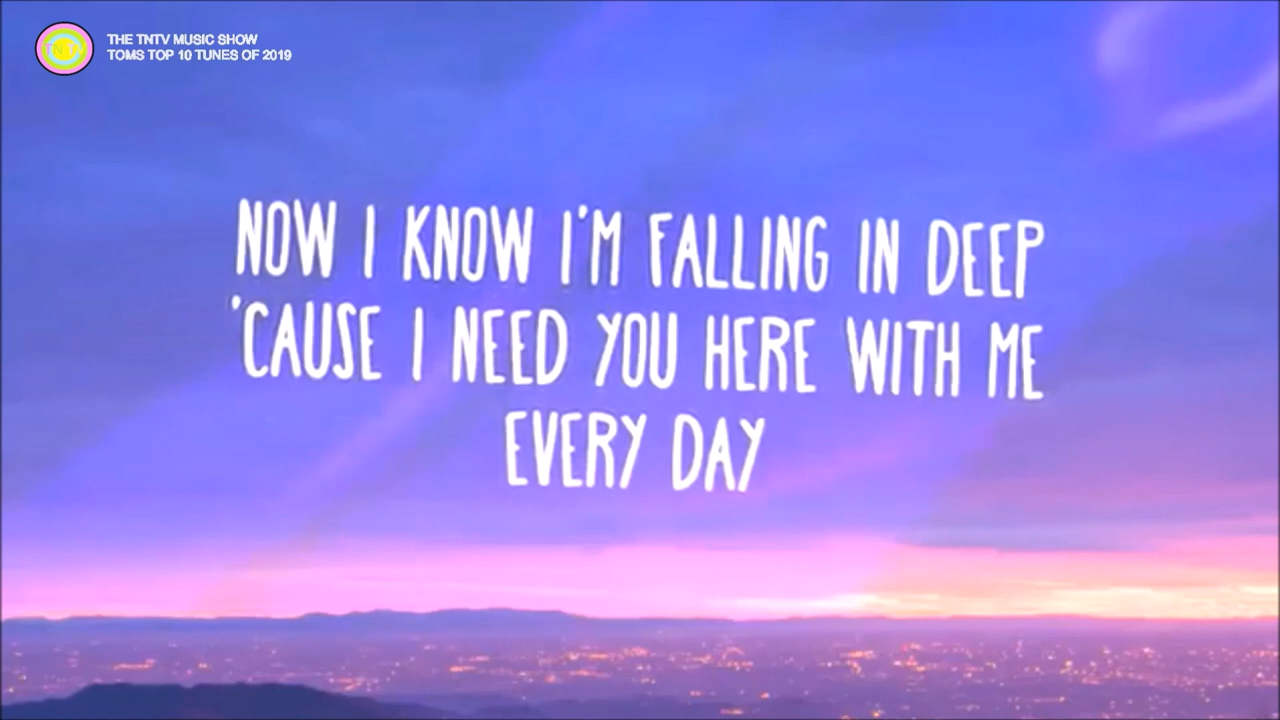 TNTV
THE TNTV MUSIC SHOW
TOMS TOP 10 TUNES OF 2019
NOW I KNOW I'M FALLING IN DEEP
'CAUSE I NEED YOU HERE WITH ME
EVERY DAY